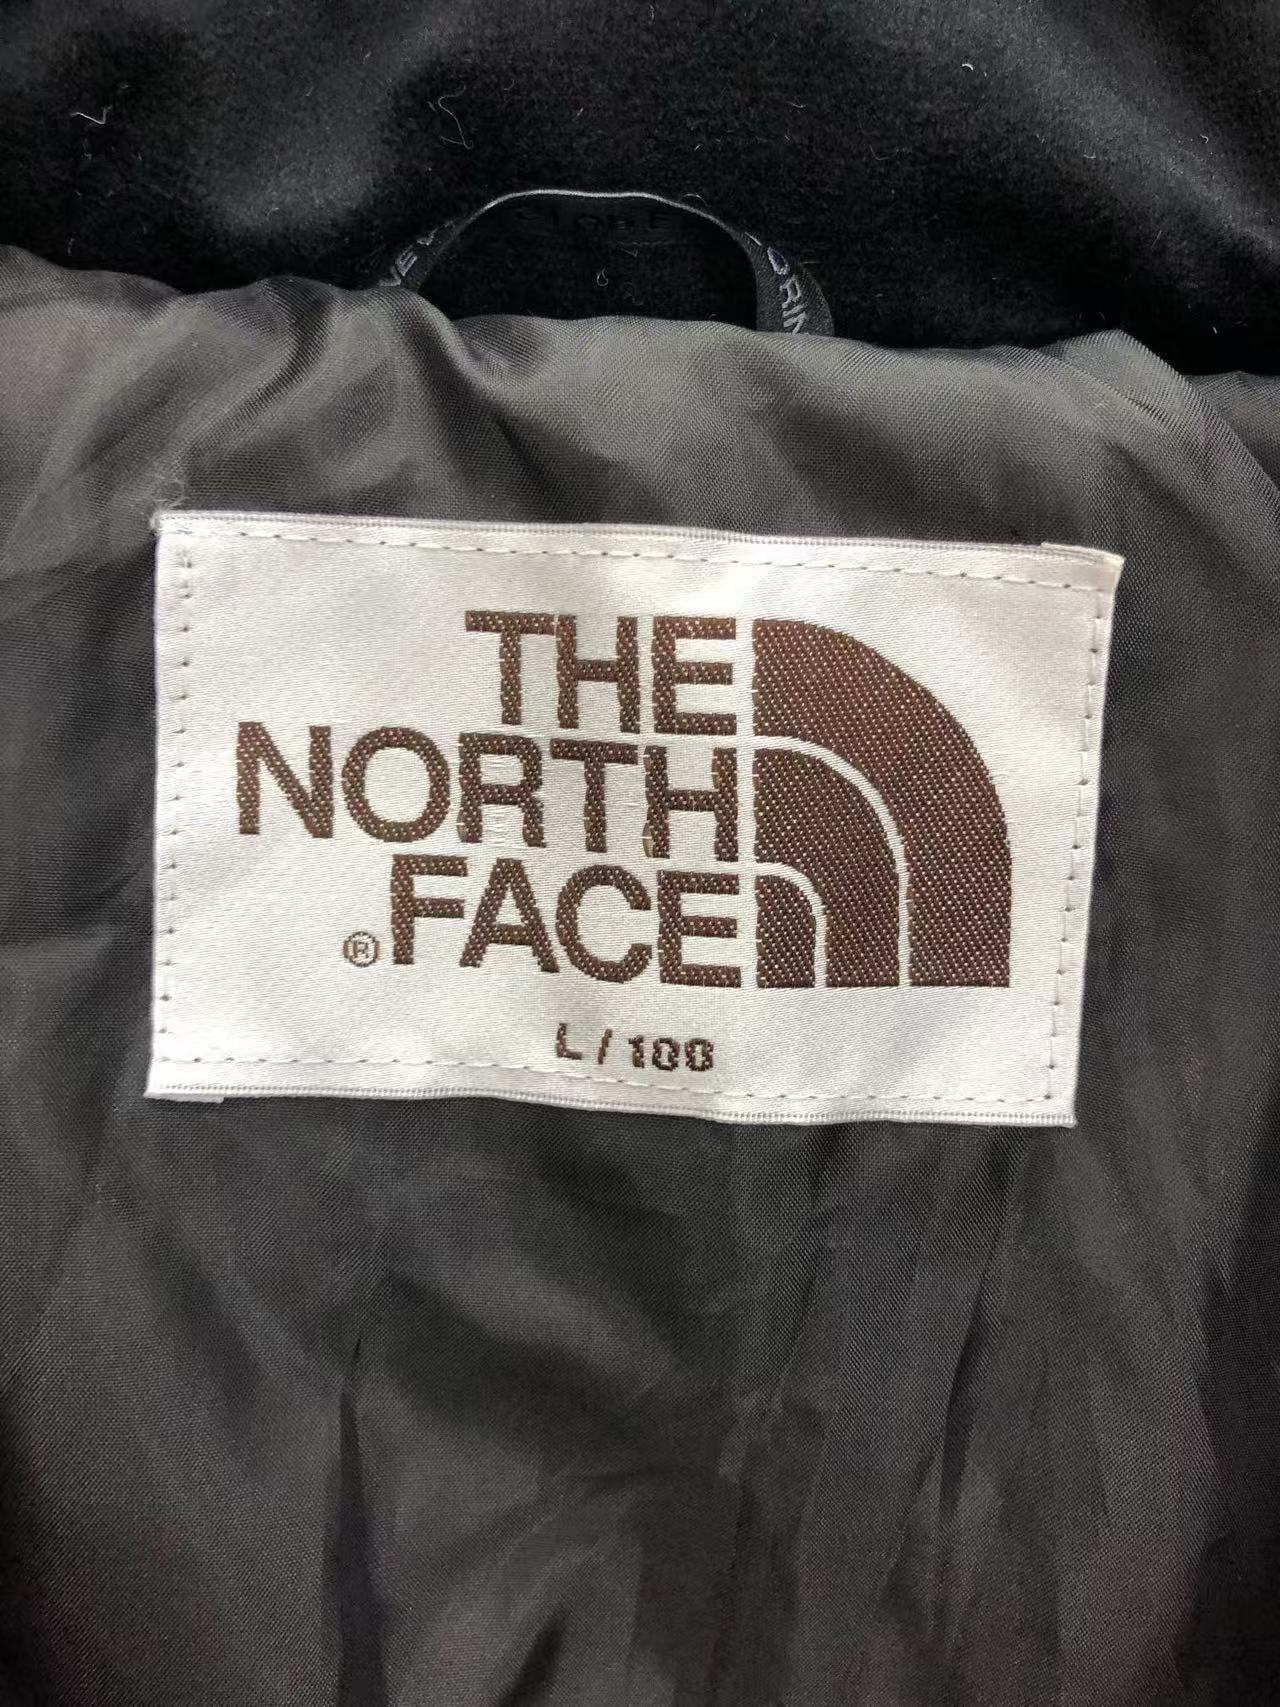 THE
NORTH
FACE
®
L / 100